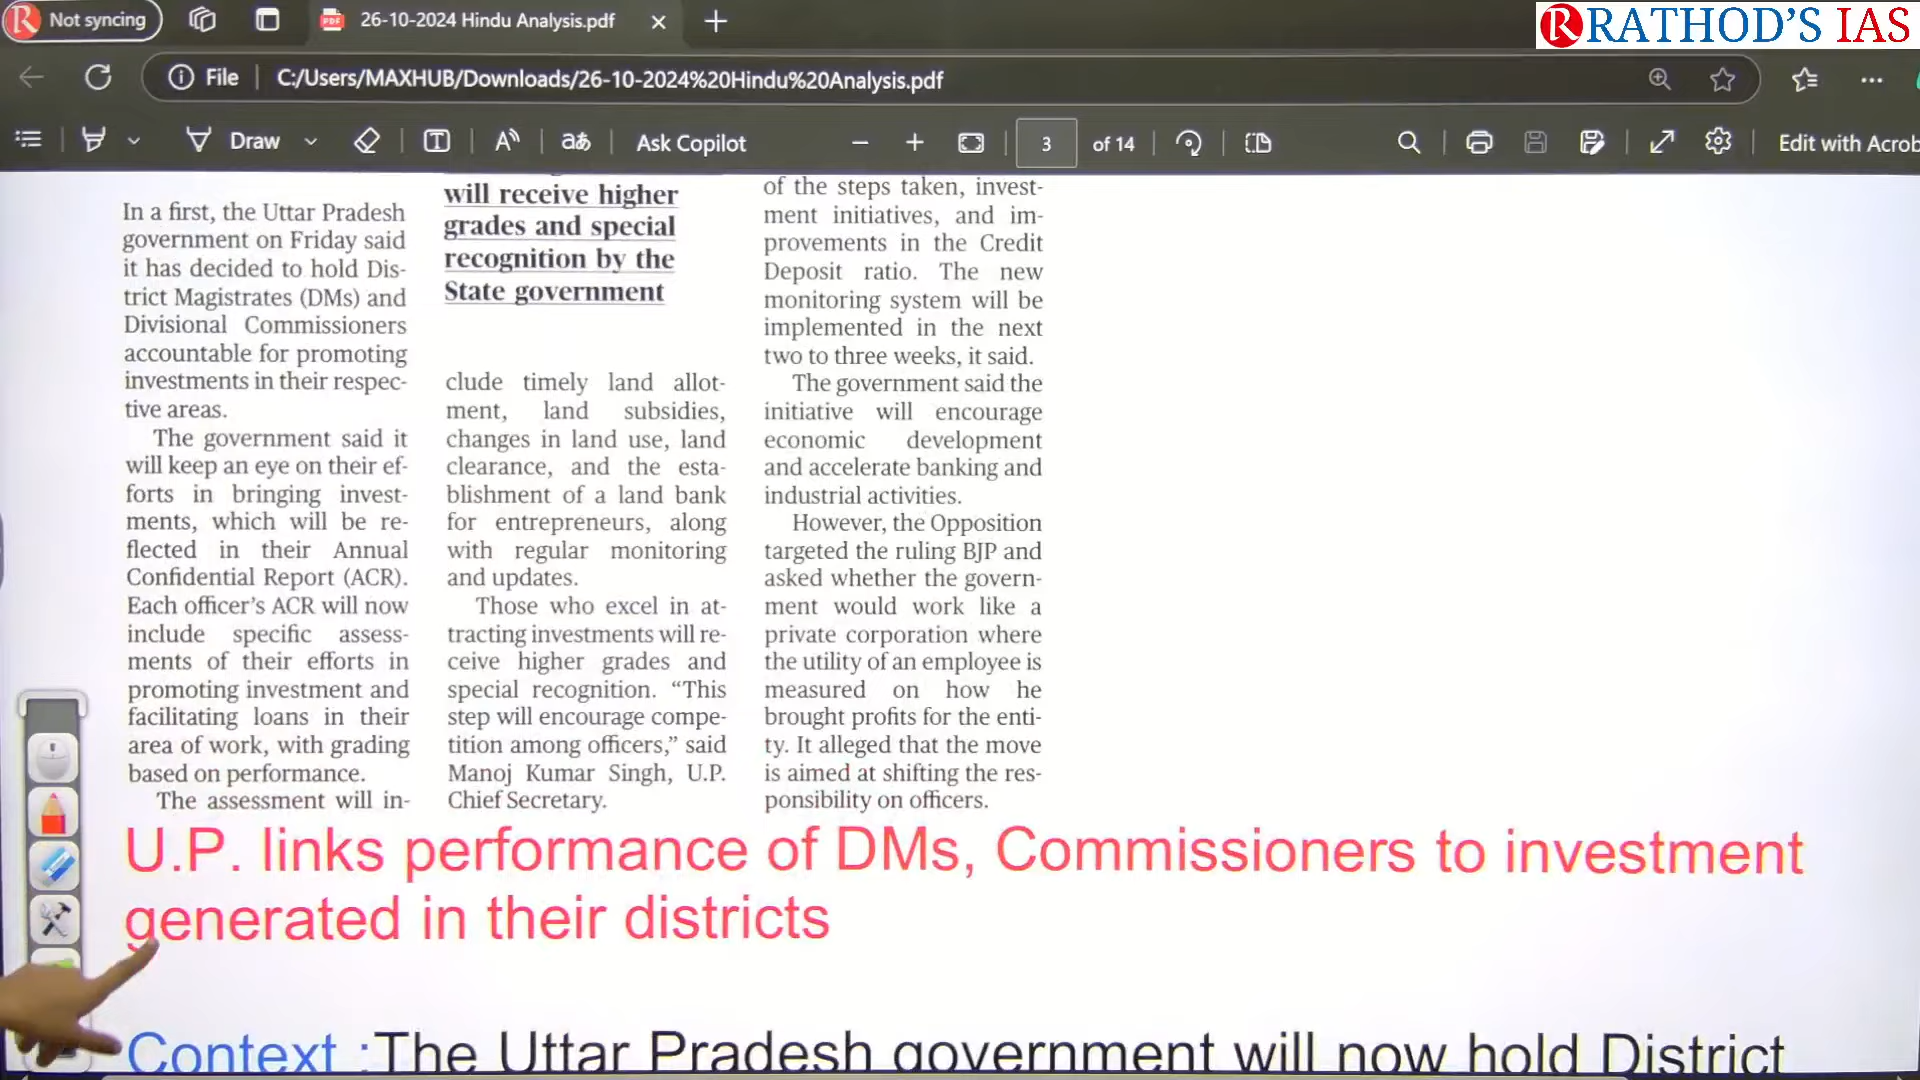 Not syncing
26-10-2024 Hindu Analysis.pdf
RATHOD'S IAS
File
C:/Users/MAXHUB/Downloads/26-10-2024%20Hindu%20Analysis.pdf
Draw
Ask Copilot
3 of 14
Edit with Acrob
In a first, the Uttar Pradesh
government on Friday said
it has decided to hold Dis-
trict Magistrates (DMs) and
Divisional Commissioners
accountable for promoting
investments in their respec-
tive areas.
The government said it
will keep an eye on their ef-
forts in bringing invest-
ments, which will be re-
flected in their Annual
Confidential Report (ACR).
Each officer's ACR will now
include specific assess-
ments of their efforts in
promoting investment and
facilitating loans in their
area of work, with grading
based on performance.
The assessment will in-
will receive higher
grades and special
recognition by the
State government
clude timely land allot-
ment, land subsidies,
changes in land use, land
clearance, and the esta-
blishment of a land bank
for entrepreneurs, along
with regular monitoring
and updates.
Those who excel in at-
tracting investments will re-
ceive higher grades and
special recognition. “This
step will encourage compe-
tition among officers,” said
Manoj Kumar Singh, U.P.
Chief Secretary.
of the steps taken, invest-
ment initiatives, and im-
provements in the Credit
Deposit ratio. The new
monitoring system will be
implemented in the next
two to three weeks, it said.
The government said the
initiative will encourage
economic development
and accelerate banking and
industrial activities.
However, the Opposition
targeted the ruling BJP and
asked whether the govern-
ment would work like a
private corporation where
the utility of an employee is
measured on how he
brought profits for the enti-
ty. It alleged that the move
is aimed at shifting the res-
ponsibility on officers.
U.P. links performance of DMs, Commissioners to investment
generated in their districts
Context :The Uttar Pradesh government will now hold District